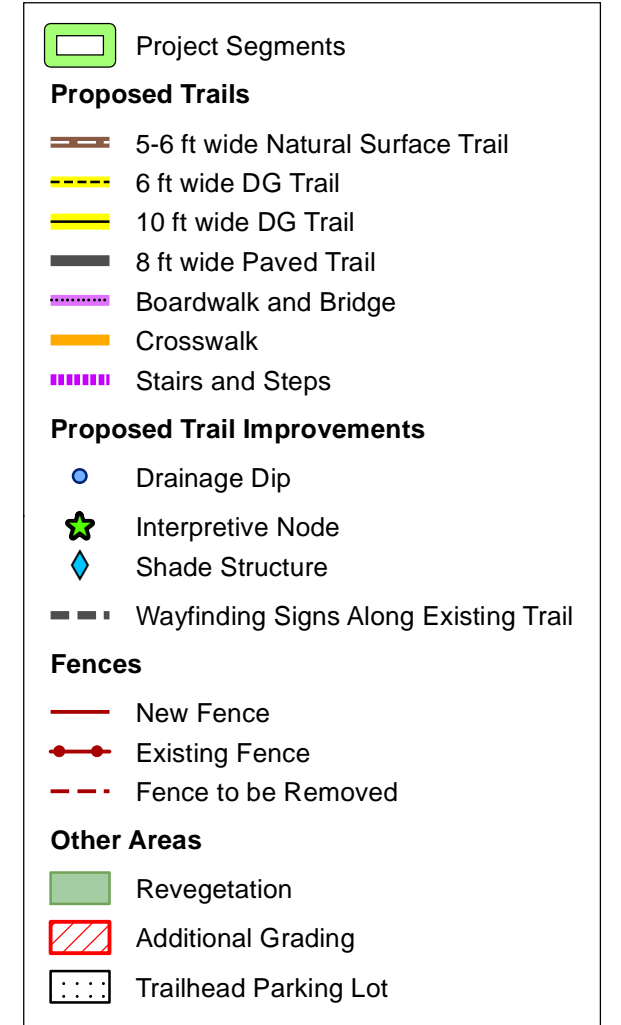 Project Segments
Proposed Trails
5-6 ft wide Natural Surface Trail
6 ft wide DG Trail
10 ft wide DG Trail
8 ft wide Paved Trail
Boardwalk and Bridge
Crosswalk
Stairs and Steps
Proposed Trail Improvements
Drainage Dip
Interpretive Node
Shade Structure
Wayfinding Signs Along Existing Trail
Fences
New Fence
Existing Fence
Fence to be Removed
Other Areas
Revegetation
Additional Grading
Trailhead Parking Lot